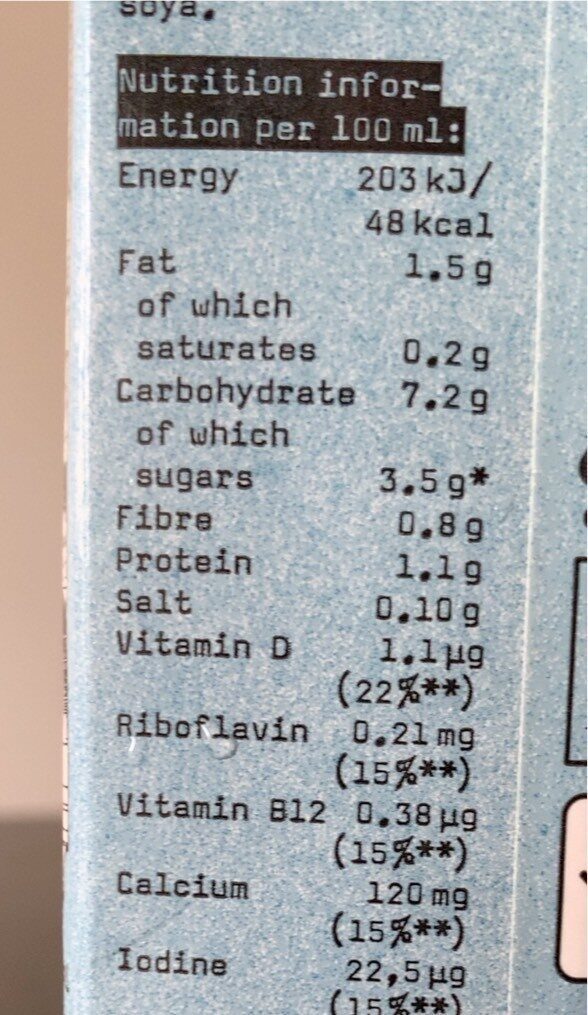 soya.
Nutrition infor-
mation per 100 ml:
Energy 203 kJ/
48 kcal
Fat 1.5 g
of which
saturates 0.2 g
Carbohydrate 7.2 g
of which
sugars 3.5 g*
Fibre 0.8 g
Protein 1.1 g
Salt 0.10 g
Vitamin D 1.1 µg
(22%**)
Riboflavin 0.21 mg
(15%**)
Vitamin B12 0.38 µg
(15%**)
Calcium 120 mg
(15%**)
Iodine 22,5 µg
(15%**)